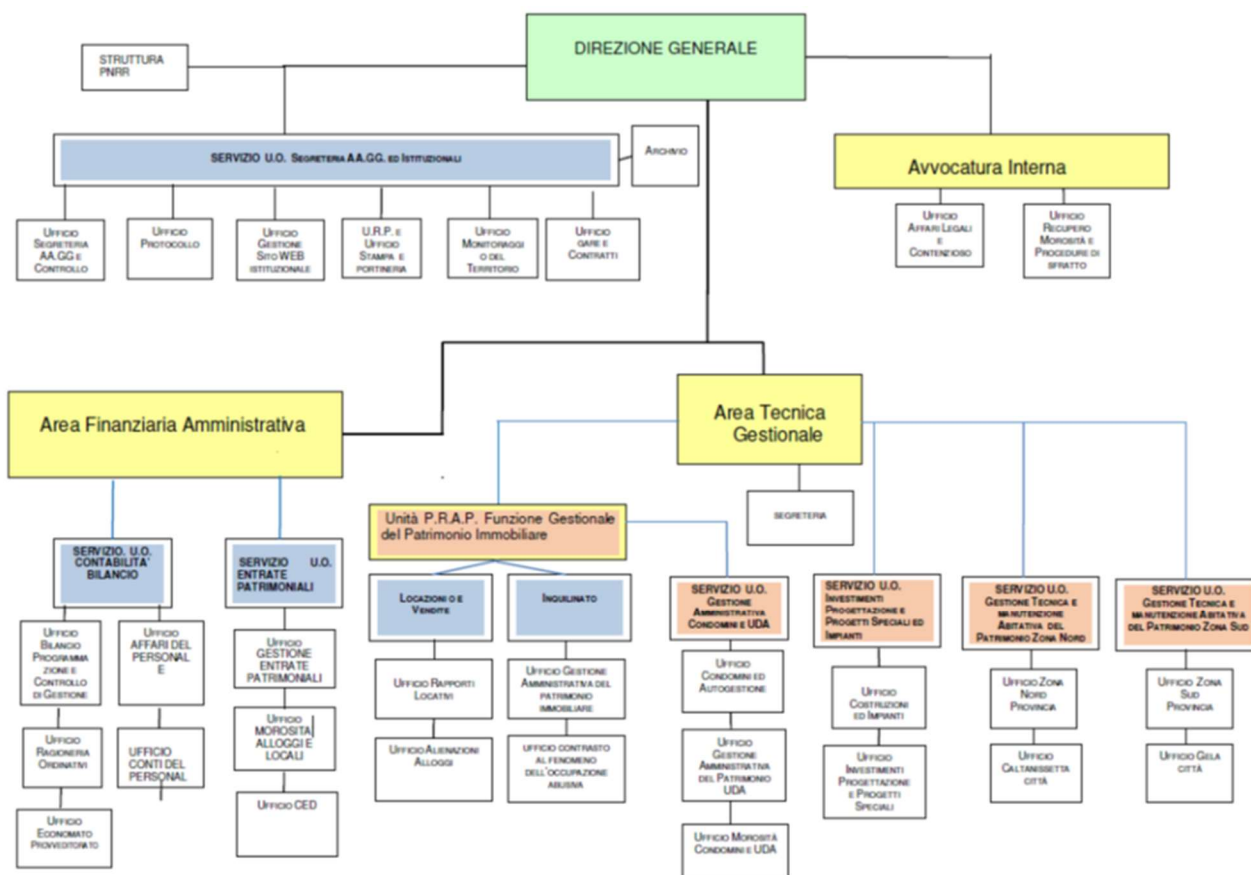 DIREZIONE GENERALE
STRUTTURA
PNRR
SERVIZIO U.O. SEGRETERIA AA.GG. ED ISTITUZIONALI
ARCHIVIO
Avvocatura Interna
UFFICIO
SEGRETERIA
AA.GG E
CONTROLLO
UFFICIO
PROTOCOLLO
UFFICIO
GESTIONE
SITO WEB
ISTITUZIONALE
U.R.P. E
UFFICIO
STAMPA E
PORTINERIA
UFFICIO
MONITORAGGI
O DEL
TERRITORIO
UFFICIO
GARE E
CONTRATTI
UFFICIO
AFFARI LEGALI
E
CONTENZIOSO
UFFICIO
RECUPERO
MOROSITÀ E
PROCEDURE DI
SFRATTO
Area Finanziaria Amministrativa
Area Tecnica
Gestionale
SEGRETERIA
Unità P.R.A.P. Funzione Gestionale
del Patrimonio Immobiliare
SERVIZIO. U.O.
CONTABILITA'
BILANCIO
SERVIZIO U.O.
ENTRATE
PATRIMONIALI
LOCAZIONI O E
VENDITE
INQUILINATO
SERVIZIO U.O.
GESTIONE
AMMINISTRATIVA
CONDOMINI E UDA
SERVIZIO U.O.
INVESTIMENTI
PROGETTAZIONE E
PROGETTI SPECIALI ED
IMPIANTI
SERVIZIO U.O.
GESTIONE TECNICA E
MANUTENZIONE
ABITATIVA DEL
PATRIMONIO ZONA NORD
SERVIZIO U.O.
GESTIONE TECNICA E
MANUTENZIONE ABITATIVA
DEL PATRIMONIO ZONA SUD
UFFICIO
BILANCIO
PROGRAMMA
ZIONE E
CONTROLLO
DI GESTIONE
UFFICIO
AFFARI DEL
PERSONAL
E
UFFICIO
GESTIONE
ENTRATE
PATRIMONIALI
UFFICIO RAPPORTI
LOCATIVI
UFFICIO GESTIONE
AMMINISTRATIVA DEL
PATRIMONIO
IMMOBILIARE
UFFICIO
CONDOMINI ED
AUTOGESTIONE
UFFICIO
COSTRUZIONI
ED IMPIANTI
UFFICIO ZONA
NORD
PROVINCIA
UFFICIO ZONA
SUD
PROVINCIA
UFFICIO
RAGIONERIA
ORDINATIVI
UFFICIO
CONTI DEL
PERSONAL
UFFICIO
MOROSITA
ALLOGGI E
LOCALI
UFFICIO ALIENAZIONI
ALLOGGI
UFFICIO CONTRASTO
AL FENOMENO
DELL'OCCUPAZIONE
ABUSIVA
UFFICIO
GESTIONE
AMMINISTRATIVA
DEL PATRIMONIO
UDA
UFFICIO
INVESTIMENTI
PROGETTAZIONE
E PROGETTI
SPECIALI
UFFICIO
CALTANISSETTA
CITTÀ
UFFICIO GELA
CITTÀ
UFFICIO
ECONOMATO
PROVVEDITORATO
UFFICIO CED
UFFICIO MOROSITÀ
CONDOMINI E UDA